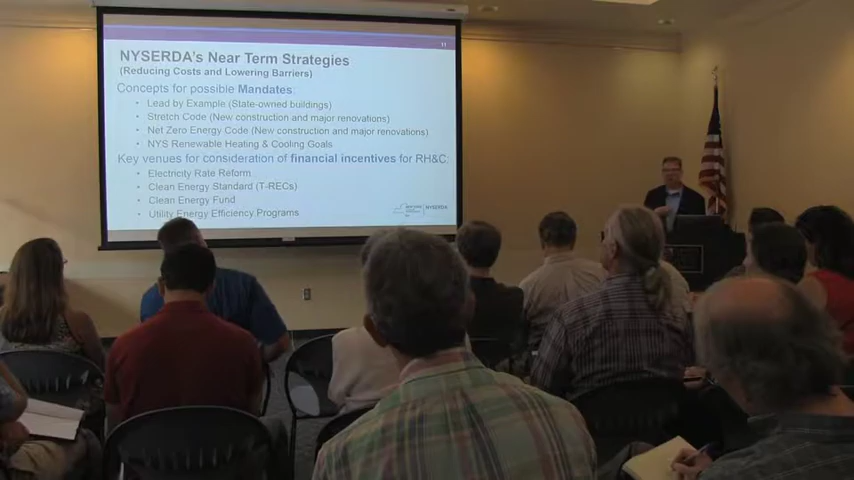 11
NYSERDA's Near Term Strategies
(Reducing Costs and Lowering Barriers)
Concepts for possible Mandates:
• Lead by Example (State-owned buildings)
• Stretch Code (New construction and major renovations)
• Net Zero Energy Code (New construction and major renovations)
• NYS Renewable Heating & Cooling Goals
Key venues for consideration of financial incentives for RH&C:
• Electricity Rate Reform
• Clean Energy Standard (T-RECs)
• Clean Energy Fund
• Utility Energy Efficiency Programs
NYSERDA